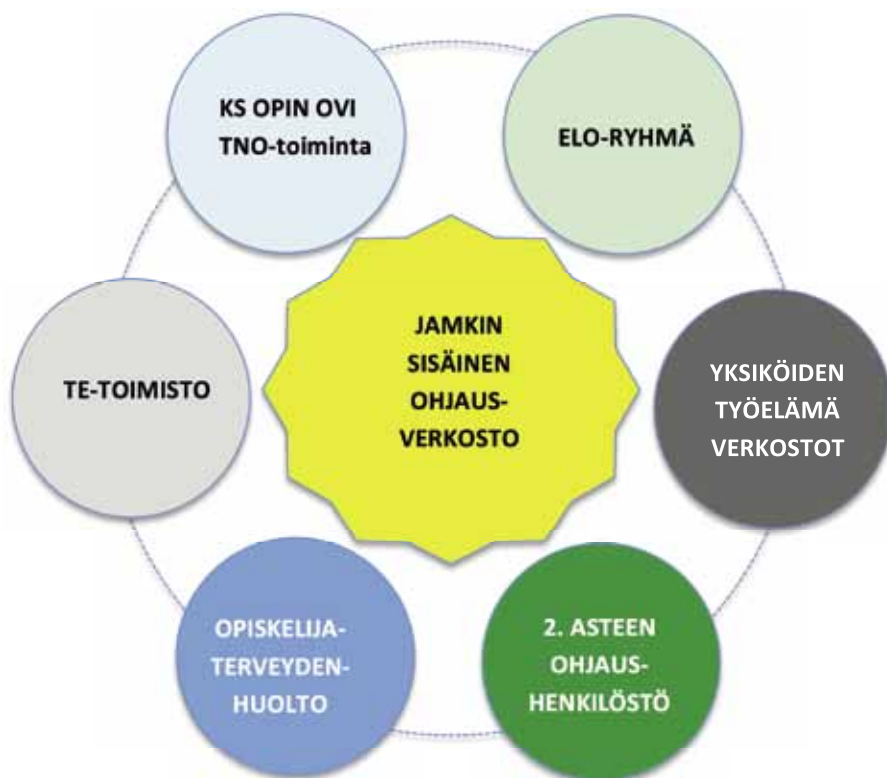 KS OPIN OVI
TNO-toiminta
ELO-RYHMÄ
JAMKIN
SISÄINEN
OHJAUS-
VERKOSTO
TE-TOIMISTO
YKSIKÖIDEN
TYÖELÄMÄ
VERKOSTOT
OPISKELIJA-
TERVEYDEN-
HUOLTO
2. ASTEEN
OHJAUS-
HENKILÖSTÖ